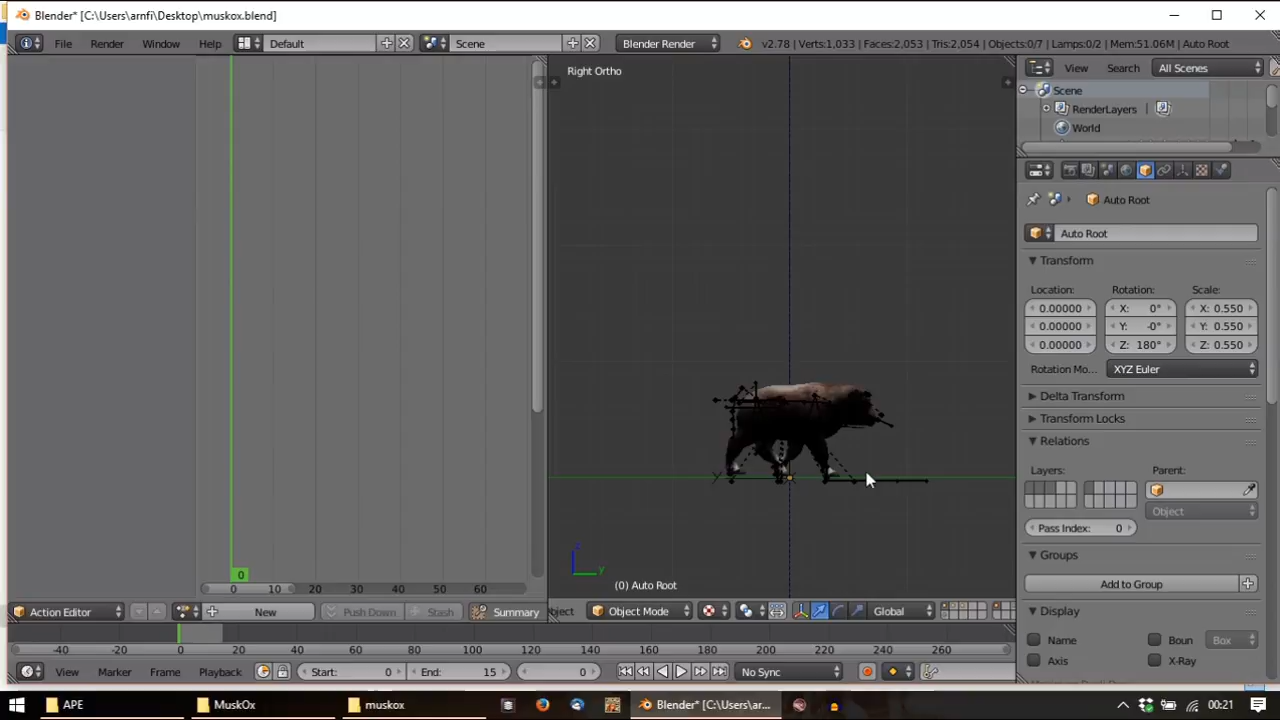 Blender* [C:\Users\arnfi\Desktop\muskox.blend]
File Render Window Help Default Scene Blender Render v2.78 | Verts:1,033 | Faces:2,053 | Tris:2,054 | Objects:0/7 | Lamps:0/2 | Mem:51.06M | Auto Root
Right Ortho
View Search All Scenes
Scene
RenderLayers
World
Auto Root
Auto Root
Transform
Location: Rotation: Scale:
0.00000 X: 0° X: 0.550
0.00000 Y: -0° Y: 0.550
0.00000 Z: 180° Z: 0.550
Rotation Mo... XYZ Euler
Delta Transform
Transform Locks
Relations
Layers: Parent:
Object
Pass Index: 0
Groups
Add to Group
Display
Name Boun Box
Axis X-Ray
z
y
(0) Auto Root
0
0 10 20 30 40 50 60
Action Editor New Push Down Stash Summary
bject Object Mode Global
-40 -20 0 20 40 60 80 100 120 140 160 180 200 220 240 260
View Marker Frame Playback Start: 0 End: 15 0 No Sync
APE MuskOx muskox Blender* [C:\Users\ar... 00:21